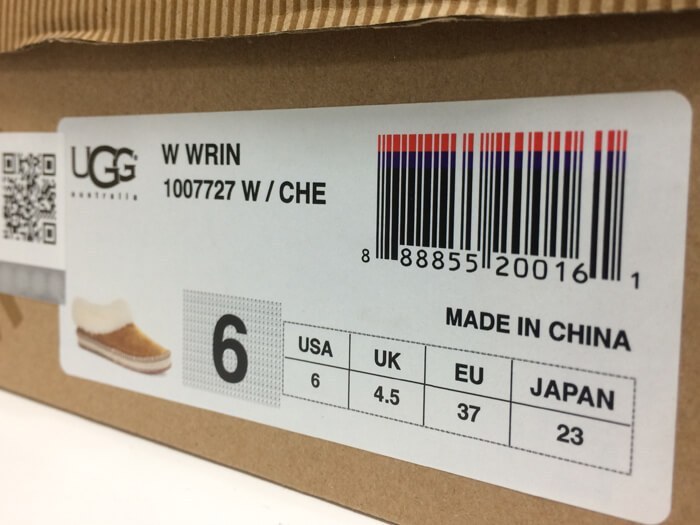 UGG
australia
W WRIN
1007727 W / CHE
8 88855 20016 1
MADE IN CHINA
6
USA UK EU JAPAN
6 4.5 37 23